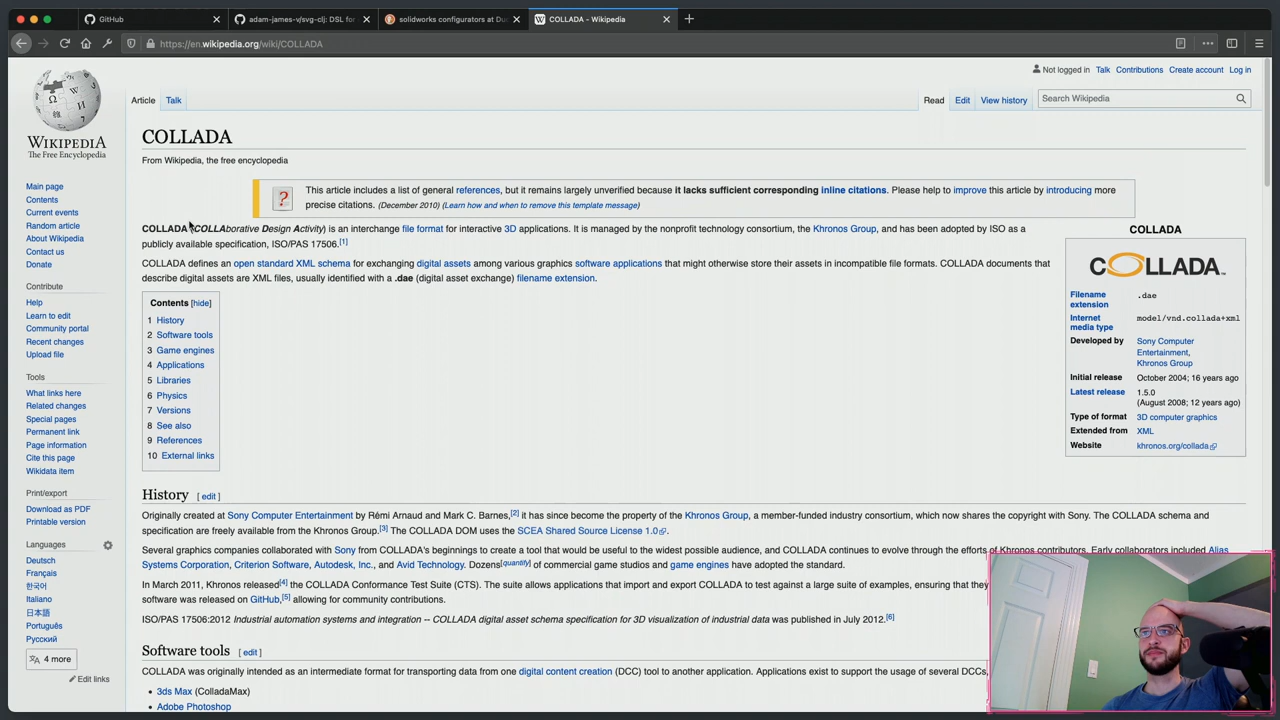 GitHub
adam-james-v/svg-clj: DSL for
solidworks configurators at Du
COLLADA - Wikipedia
https://en.wikipedia.org/wiki/COLLADA
Not logged in Talk Contributions Create account Log in
Article Talk
Read Edit View history
Search Wikipedia
WIKIPEDIA
The Free Encyclopedia
Main page
Contents
Current events
Random article
About Wikipedia
Contact us
Donate
Contribute
Help
Learn to edit
Community portal
Recent changes
Upload file
Tools
What links here
Related changes
Special pages
Permanent link
Page information
Cite this page
Wikidata item
Print/export
Download as PDF
Printable version
Languages
Deutsch
Français
한국어
Italiano
日本語
Português
Русский
4 more
Edit links
COLLADA
From Wikipedia, the free encyclopedia
This article includes a list of general references, but it remains largely unverified because it lacks sufficient corresponding inline citations. Please help to improve this article by introducing more
precise citations. (December 2010) (Learn how and when to remove this template message)
COLLADA (COLLAborative Design Activity) is an interchange file format for interactive 3D applications. It is managed by the nonprofit technology consortium, the Khronos Group, and has been adopted by ISO as a
publicly available specification, ISO/PAS 17506.[1]
COLLADA defines an open standard XML schema for exchanging digital assets among various graphics software applications that might otherwise store their assets in incompatible file formats. COLLADA documents that
describe digital assets are XML files, usually identified with a .dae (digital asset exchange) filename extension.
Contents [hide]
1 History
2 Software tools
3 Game engines
4 Applications
5 Libraries
6 Physics
7 Versions
8 See also
9 References
10 External links
COLLADA
COLLADA™
Filename extension .dae
Internet media type model/vnd.collada+xml
Developed by Sony Computer Entertainment, Khronos Group
Initial release October 2004; 16 years ago
Latest release 1.5.0
(August 2008; 12 years ago)
Type of format 3D computer graphics
Extended from XML
Website khronos.org/collada
History [ edit ]
Originally created at Sony Computer Entertainment by Rémi Arnaud and Mark C. Barnes,[2] it has since become the property of the Khronos Group, a member-funded industry consortium, which now shares the copyright with Sony. The COLLADA schema and
specification are freely available from the Khronos Group.[3] The COLLADA DOM uses the SCEA Shared Source License 1.0.
Several graphics companies collaborated with Sony from COLLADA's beginnings to create a tool that would be useful to the widest possible audience, and COLLADA continues to evolve through the efforts of Khronos contributors. Early collaborators included Alias
Systems Corporation, Criterion Software, Autodesk, Inc., and Avid Technology. Dozens[quantify] of commercial game studios and game engines have adopted the standard.
In March 2011, Khronos released[4] the COLLADA Conformance Test Suite (CTS). The suite allows applications that import and export COLLADA to test against a large suite of examples, ensuring that they
software was released on GitHub,[5] allowing for community contributions.
ISO/PAS 17506:2012 Industrial automation systems and integration -- COLLADA digital asset schema specification for 3D visualization of industrial data was published in July 2012.[6]
Software tools [ edit ]
COLLADA was originally intended as an intermediate format for transporting data from one digital content creation (DCC) tool to another application. Applications exist to support the usage of several DCCs,
3ds Max (ColladaMax)
Adobe Photoshop